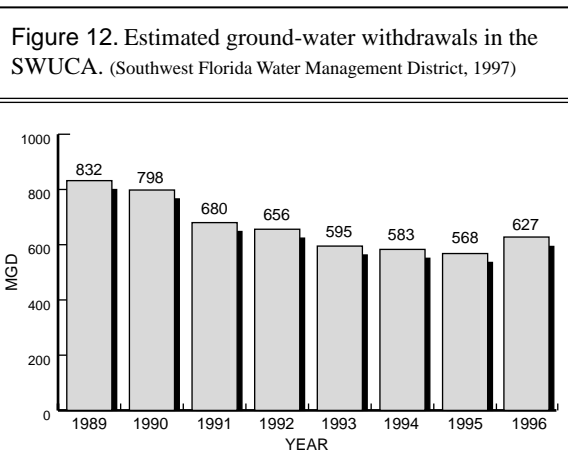 Figure 12. Estimated ground-water withdrawals in the
SWUCA. (Southwest Florida Water Management District, 1997)
1000
800
600
400
200
0
MGD
832
798
680
656
595
583
568
627
1989 1990 1991 1992 1993 1994 1995 1996
YEAR